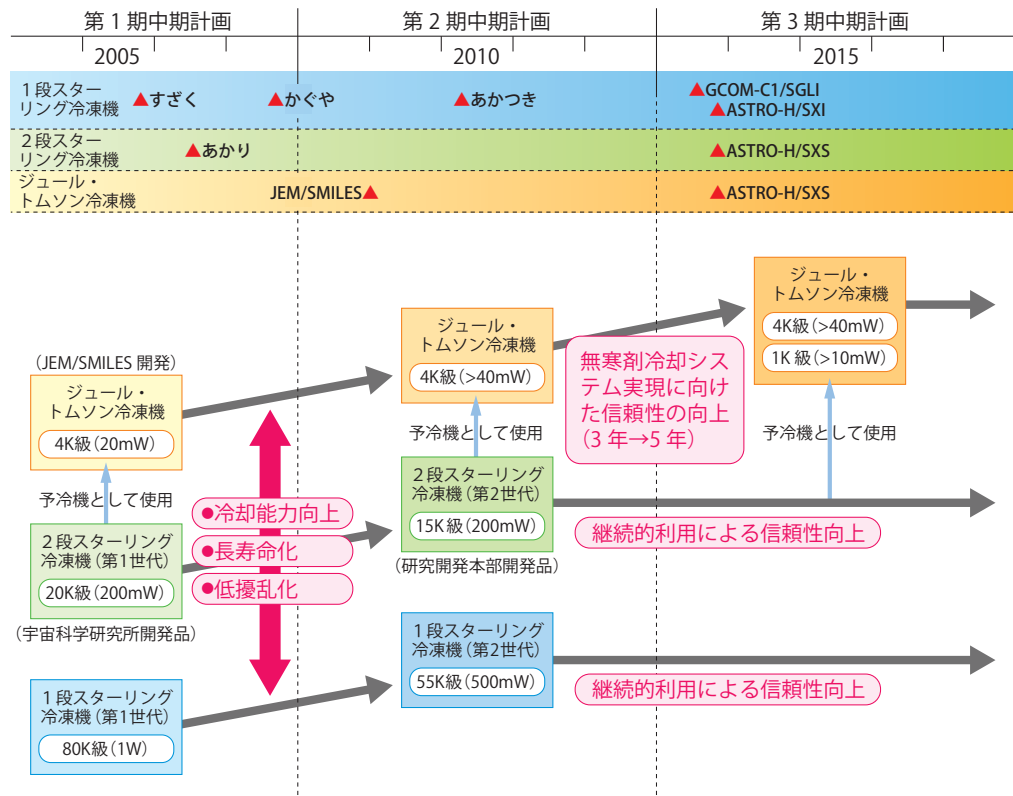 第1期中期計画
第2期中期計画
第3期中期計画
2005
2010
2015
1段スター
リング冷凍機
▲すざく
▲かぐや
▲あかつき
▲GCOM-C1/SGLI
▲ASTRO-H/SXI
2段スター
リング冷凍機
▲あかり
▲ASTRO-H/SXS
ジュール・
トムソン冷凍機
JEM/SMILES▲
▲ASTRO-H/SXS
(JEM/SMILES 開発)
ジュール・
トムソン冷凍機
4K級(20mW)
予冷機として使用
2段スターリング
冷凍機(第1世代)
20K級(200mW)
(宇宙科学研究所開発品)
1段スターリング
冷凍機(第1世代)
80K級(1W)
●冷却能力向上
●長寿命化
●低擾乱化
ジュール・
トムソン冷凍機
4K級(>40mW)
予冷機として使用
2段スターリング
冷凍機(第2世代)
15K級(200mW)
(研究開発本部開発品)
1段スターリング
冷凍機(第2世代)
55K級(500mW)
無寒剤冷却シス
テム実現に向け
た信頼性の向上
(3年→5年)
ジュール・
トムソン冷凍機
4K級(>40mW)
1K級(>10mW)
予冷機として使用
継続的利用による信頼性向上
継続的利用による信頼性向上